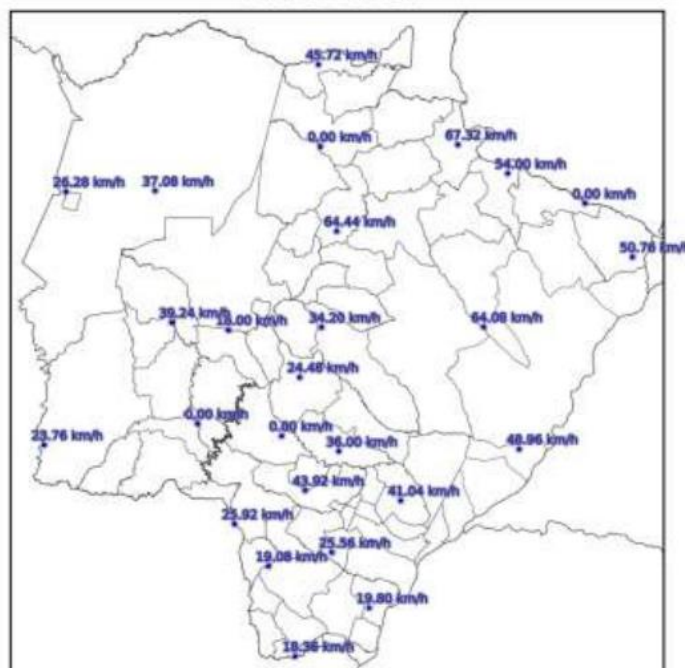 45.72 km/h
0.00 km/h
67.32 km/h
54.00 km/h
26.28 km/h
37.08 km/h
0.00 km/h
64.44 km/h
50.76 km/h
39.24 km/h
18.00 km/h
34.20 km/h
64.08 km/h
24.48 km/h
0.00 km/h
0.00 km/h
23.76 km/h
36.00 km/h
48.96 km/h
43.92 km/h
41.04 km/h
25.92 km/h
25.56 km/h
19.08 km/h
19.80 km/h
18.36 km/h